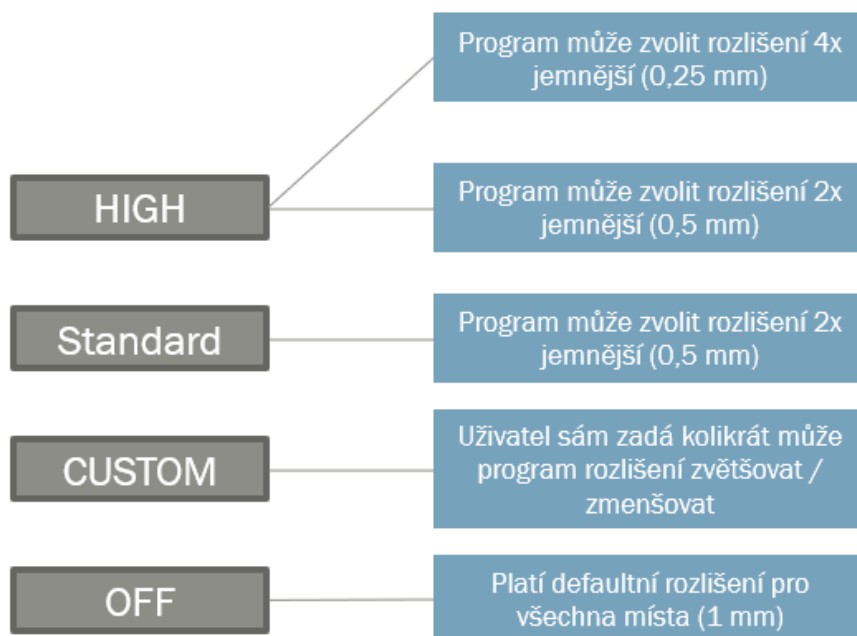 Program může zvolit rozlišení 4x
jemnější (0,25 mm)
HIGH
Program může zvolit rozlišení 2x
jemnější (0,5 mm)
Standard
Program může zvolit rozlišení 2x
jemnější (0,5 mm)
CUSTOM
Uživatel sám zadá kolikrát může
program rozlišení zvětšovat /
zmenšovat
OFF
Platí defaultní rozlišení pro
všechna místa (1 mm)